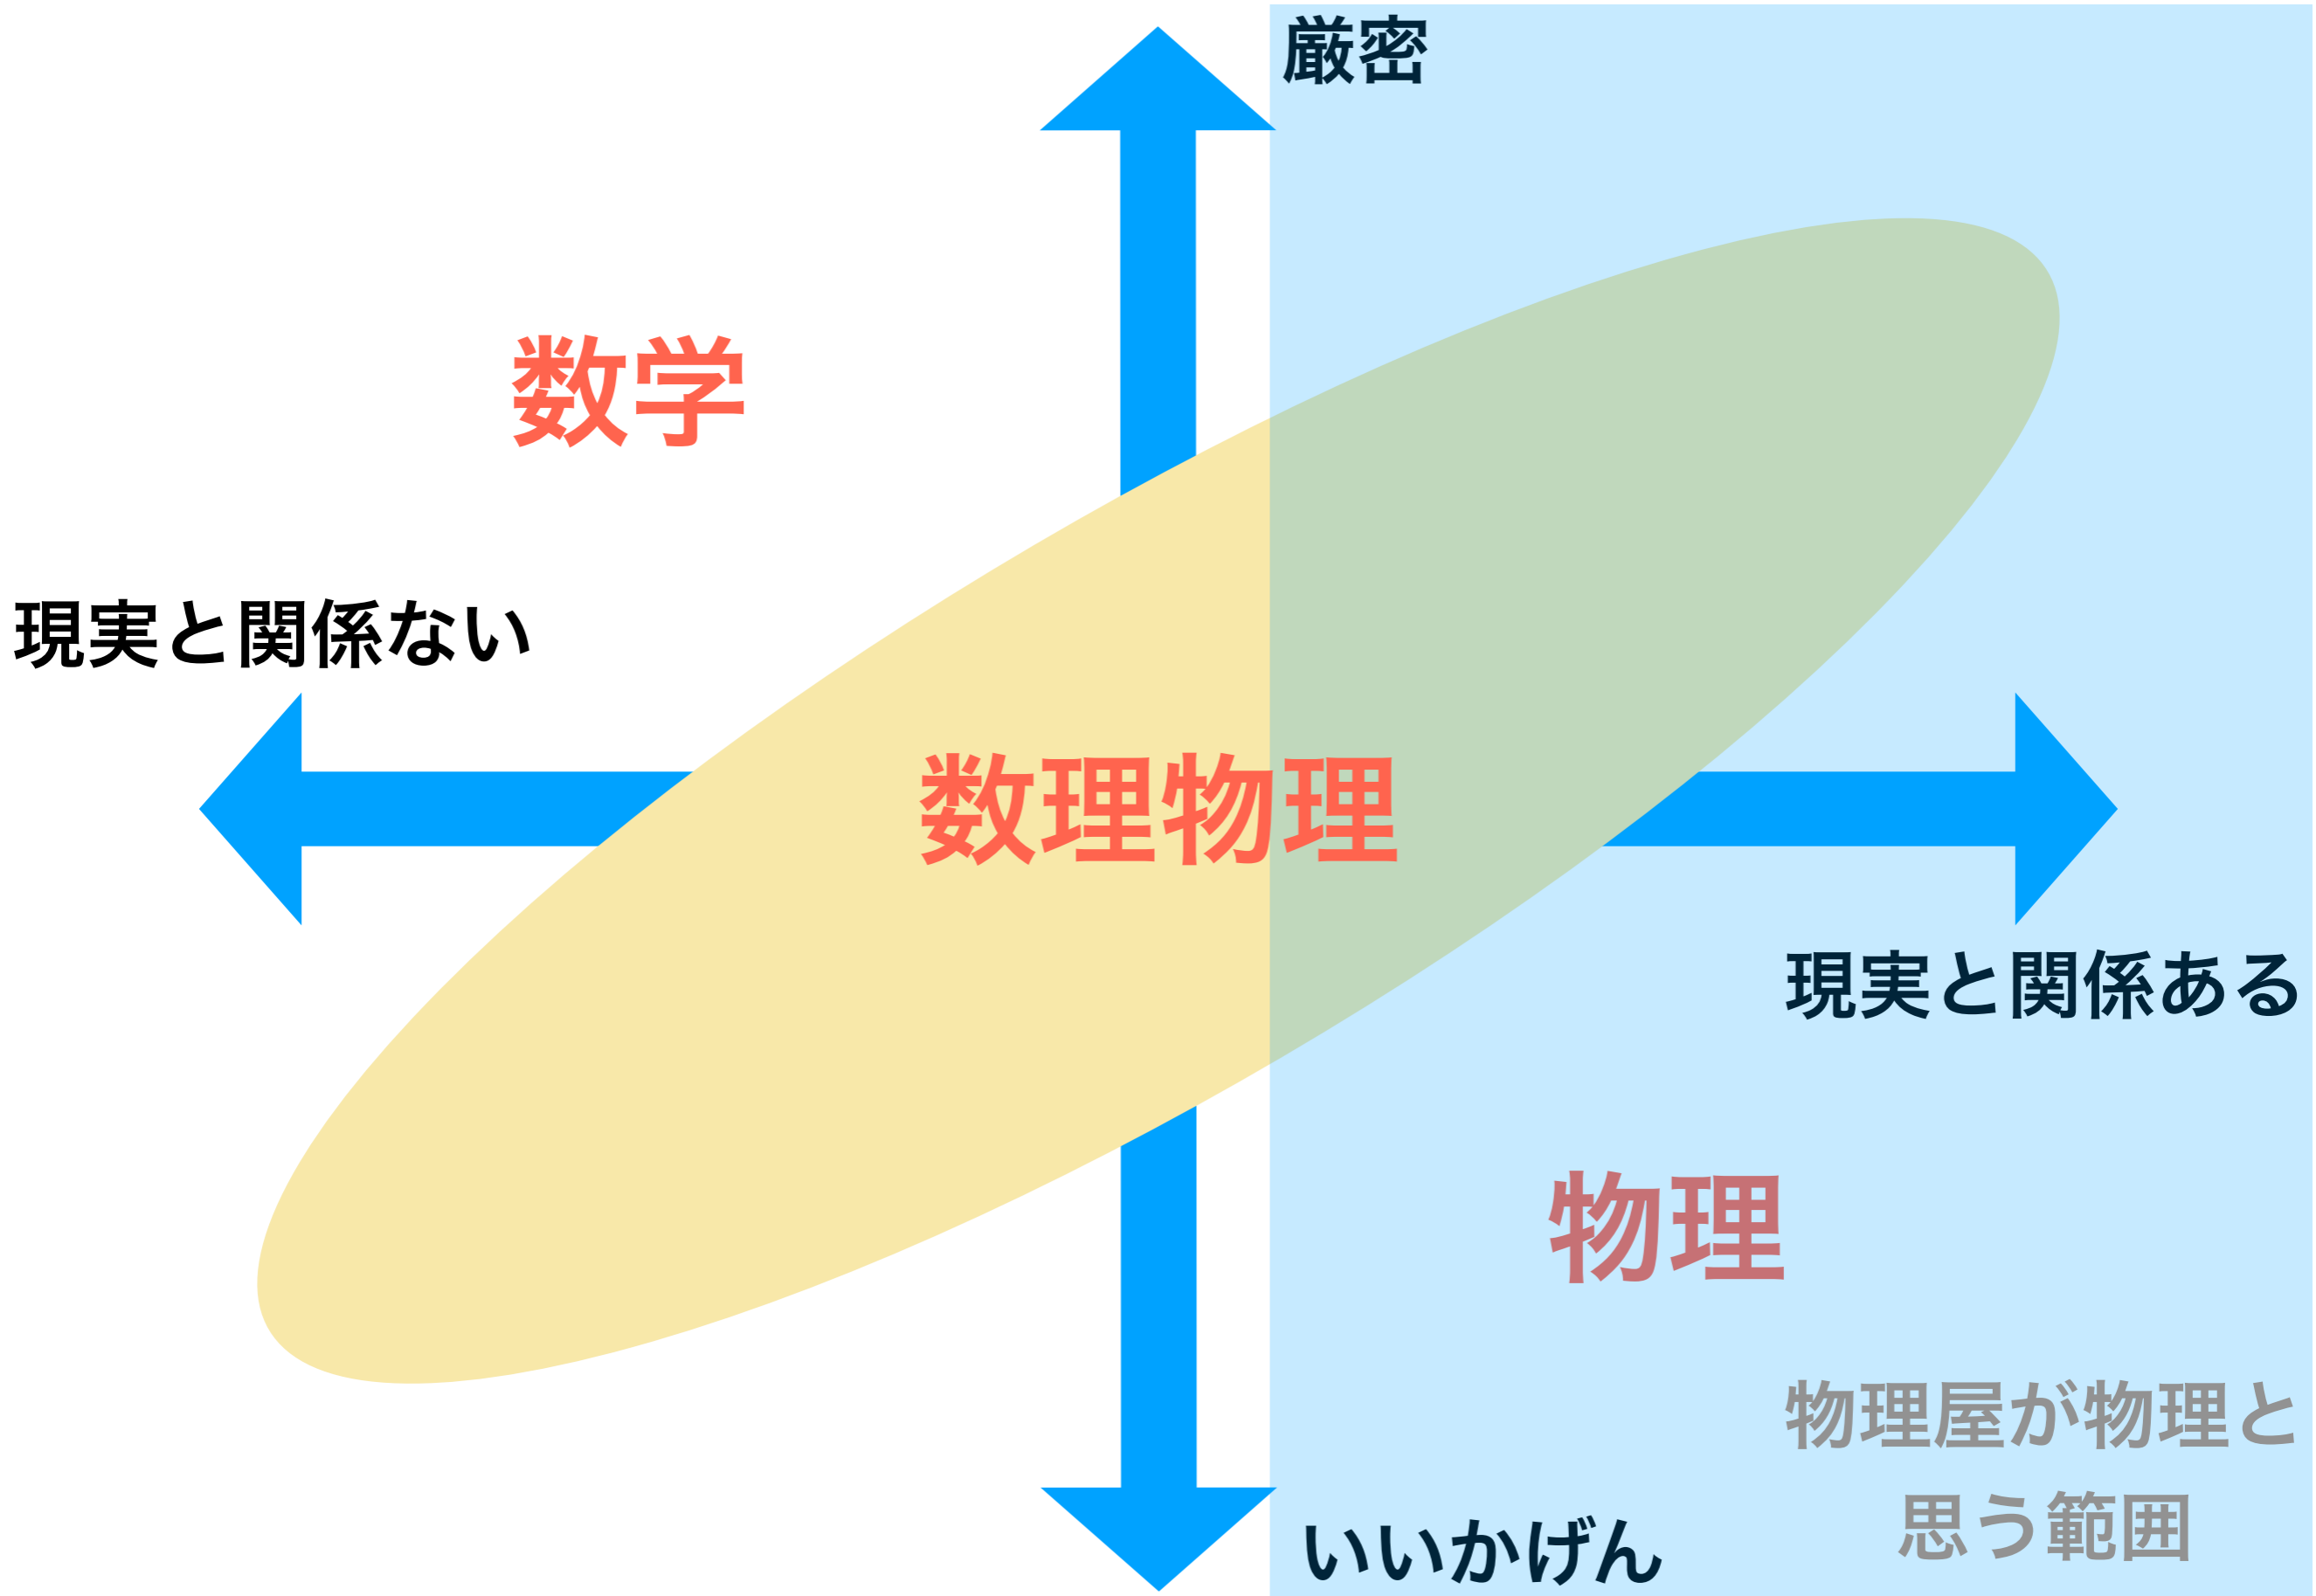 厳密
数学
現実と関係ない
数理物理
現実と関係ある
物理
物理屋が物理と
思う範囲
いいかげん